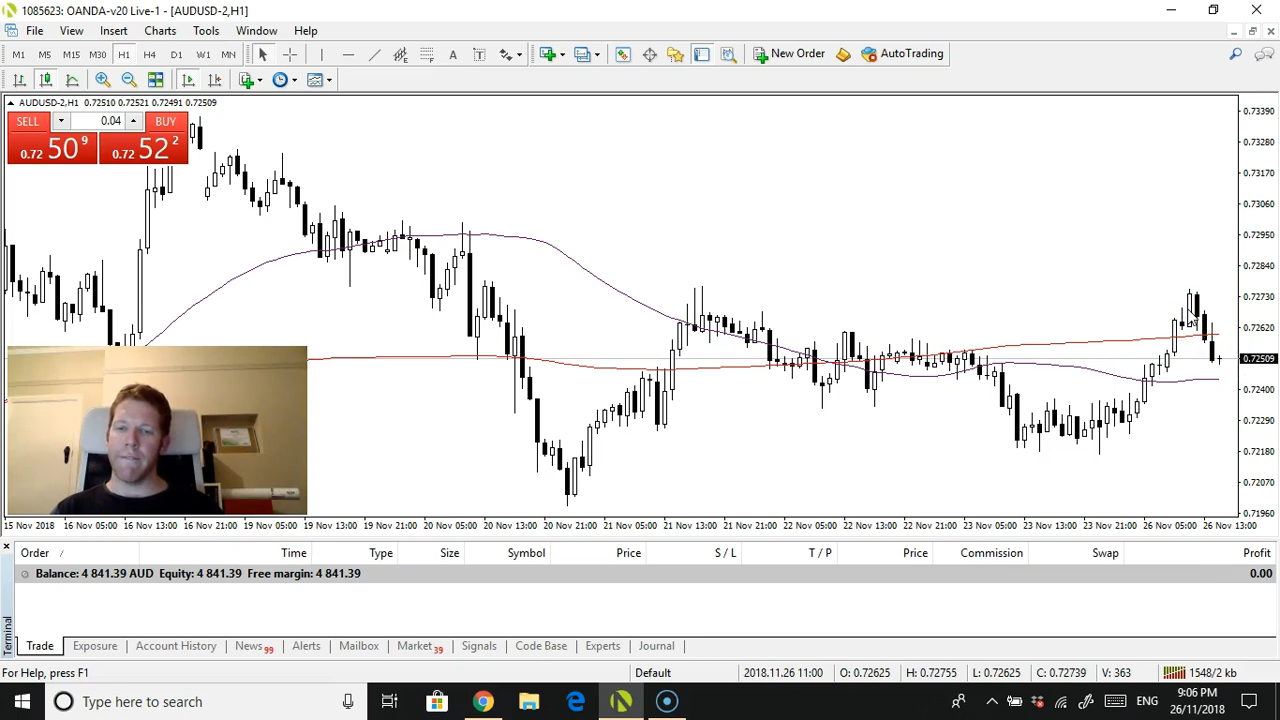 1085623: OANDA-v20 Live-1 - [AUDUSD-2,H1]
File View Insert Charts Tools Window Help
M1 M5 M15 M30 H1 H4 D1 W1 MN A T New Order AutoTrading
AUDUSD-2,H1 0.72510 0.72521 0.72491 0.72509
SELL 0.04 BUY
0.72 50 9 0.72 52 2
0.73390
0.73280
0.73170
0.73060
0.72950
0.72840
0.72730
0.72620
0.72509
0.72400
0.72290
0.72180
0.72070
0.71960
15 Nov 2018 16 Nov 05:00 16 Nov 13:00 16 Nov 21:00 19 Nov 05:00 19 Nov 13:00 19 Nov 21:00 20 Nov 05:00 20 Nov 13:00 20 Nov 21:00 21 Nov 05:00 21 Nov 13:00 21 Nov 21:00 22 Nov 05:00 22 Nov 13:00 22 Nov 21:00 23 Nov 05:00 23 Nov 13:00 23 Nov 21:00 26 Nov 05:00 26 Nov 13:00
Order / Time Type Size Symbol Price S / L T / P Price Commission Swap Profit
Balance: 4 841.39 AUD Equity: 4 841.39 Free margin: 4 841.39 0.00
Terminal
Trade Exposure Account History News 99 Alerts Mailbox Market 39 Signals Code Base Experts Journal
For Help, press F1 Default 2018.11.26 11:00 O: 0.72625 H: 0.72755 L: 0.72625 C: 0.72739 V: 363 1548/2 kb
Type here to search ENG 9:06 PM
26/11/2018